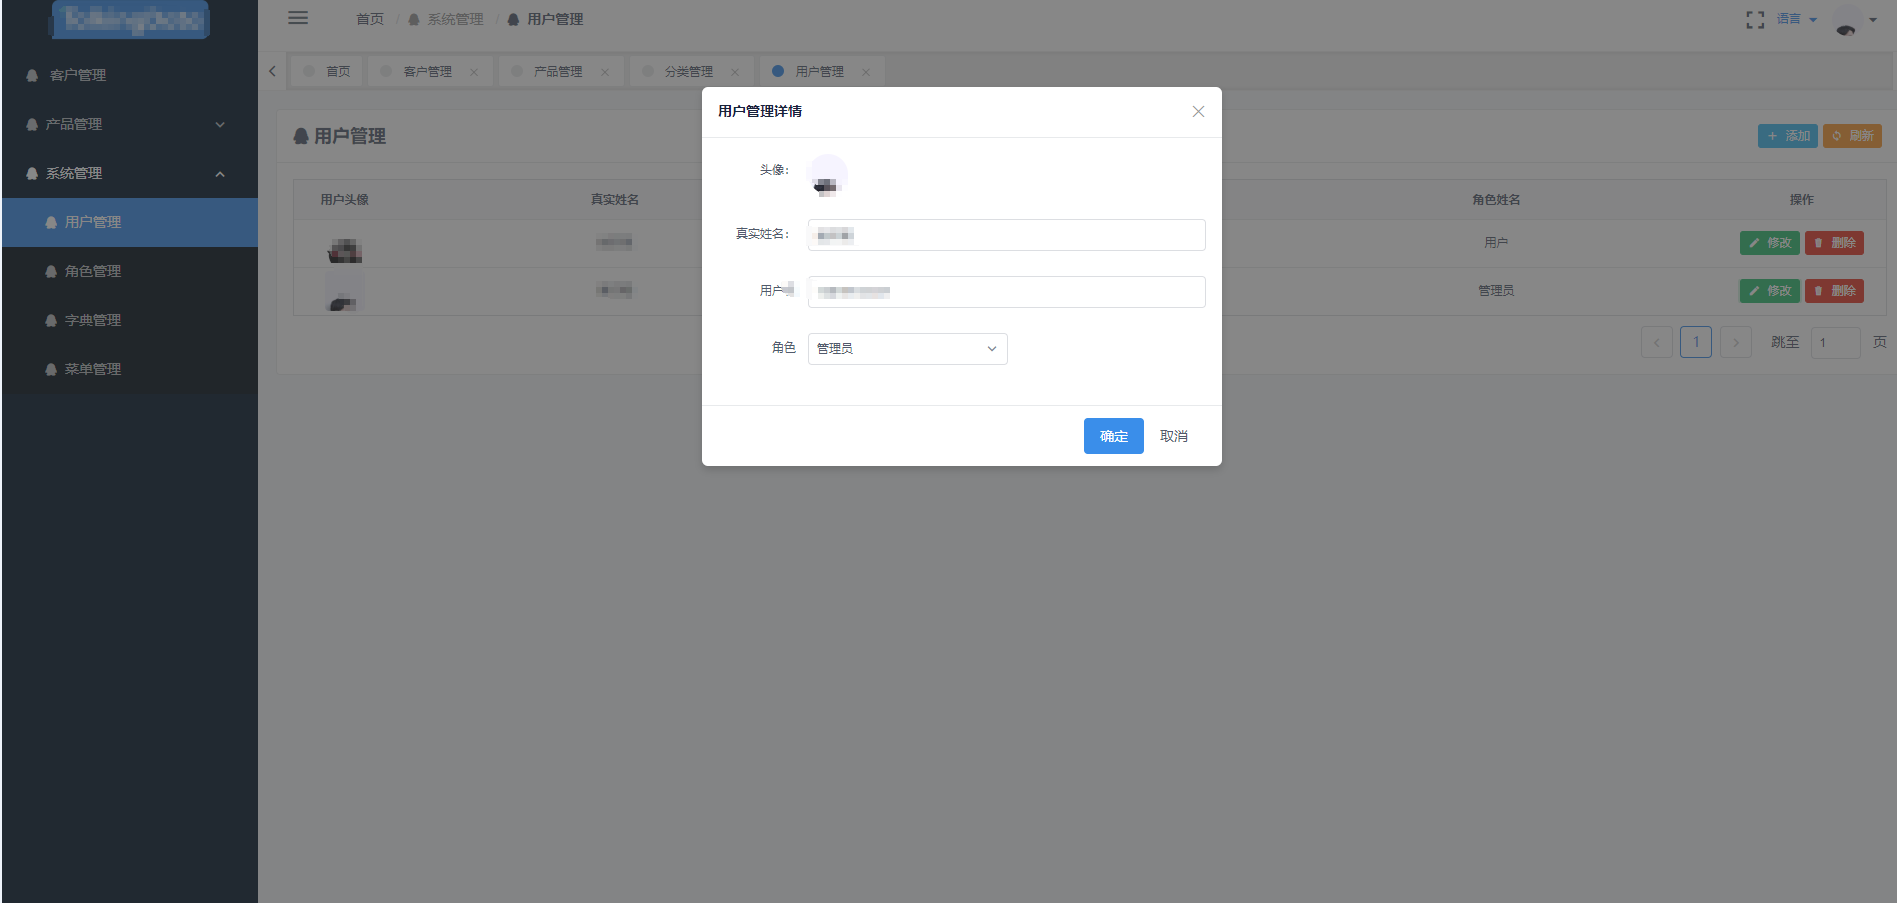 首页 / 系统管理 / 用户管理
语言
客户管理
产品管理
系统管理
用户管理
角色管理
字典管理
菜单管理
首页 客户管理 产品管理 分类管理 用户管理
用户管理
添加 刷新
用户头像 真实姓名 角色姓名 操作
用户 修改 删除
管理员 修改 删除
1 跳至 1 页
用户管理详情
头像:
真实姓名:
用户
角色 管理员
确定 取消